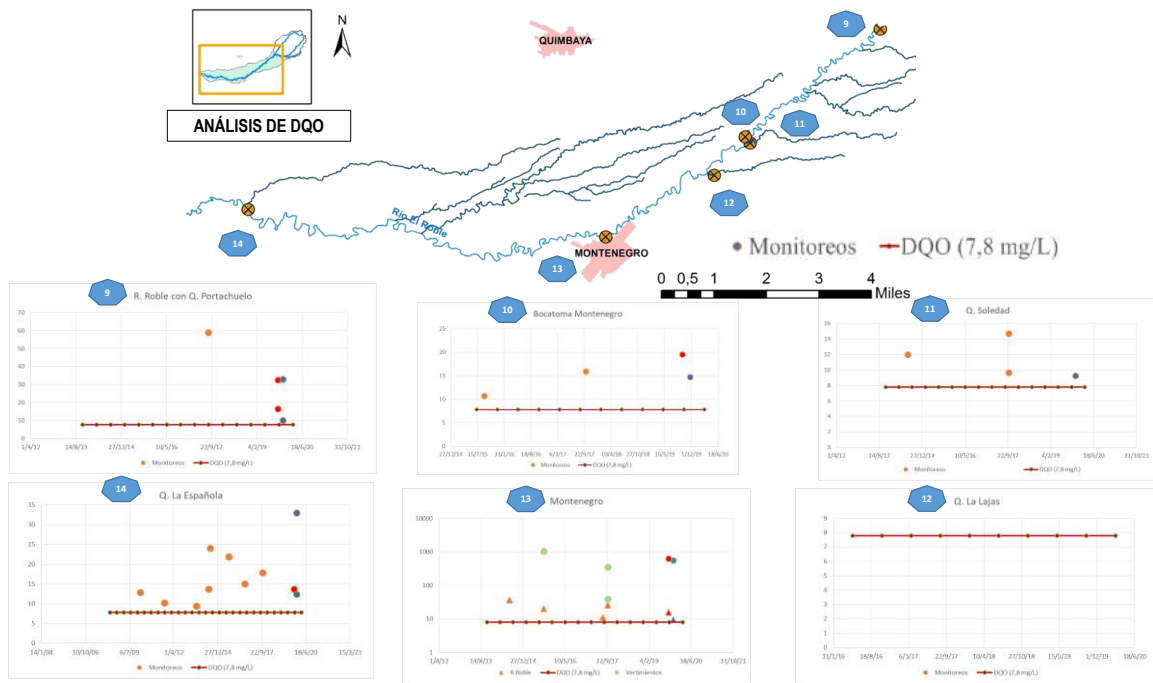 N
ANÁLISIS DE DQO
QUIMBAYA
9
10
11
12
13
14
Río El Roble
MONTENEGRO
Monitoreos
DQO (7,8 mg/L)
0 0,5 1 2 3 4
Miles
9
R. Roble con Q. Portachuelo
70
60
50
40
30
20
10
0
1/4/12 14/8/13 27/12/14 10/5/16 22/9/17 4/2/19 18/6/20 31/10/21
Monitoreos DQO (7,8mg/L)
10
Bocatoma Montenegro
25
20
15
10
5
0
27/12/14 15/7/15 31/1/16 18/8/16 6/3/17 22/9/17 10/4/18 27/10/18 15/5/19 1/12/19 18/6/20
Monitoreos DQO (7,8 mg/L)
11
Q. Soledad
16
14
12
10
8
6
4
2
0
1/4/12 14/8/13 27/12/14 10/5/16 22/9/17 4/2/19 18/6/20 31/10/21
Monitoreos DQO (7,8 mg/L)
14
Q. La Española
35
30
25
20
15
10
5
0
14/1/04 10/10/06 6/7/09 1/4/12 27/12/14 22/9/17 18/6/20 15/3/23
Monitoreos DQO (7,8 mg/L)
13
Montenegro
10000
1000
100
10
1
1/4/12 14/8/13 27/12/14 10/5/16 22/9/17 4/2/19 18/6/20 31/10/21
R.Roble DQO (7,8mg/L) Vertimientos
12
Q. La Lajas
9
8
7
6
5
4
3
2
1
0
31/1/16 18/8/16 6/3/17 22/9/17 10/4/18 27/10/18 15/5/19 1/12/19 18/6/20
Monitoreos DQO (7,8 mg/L)